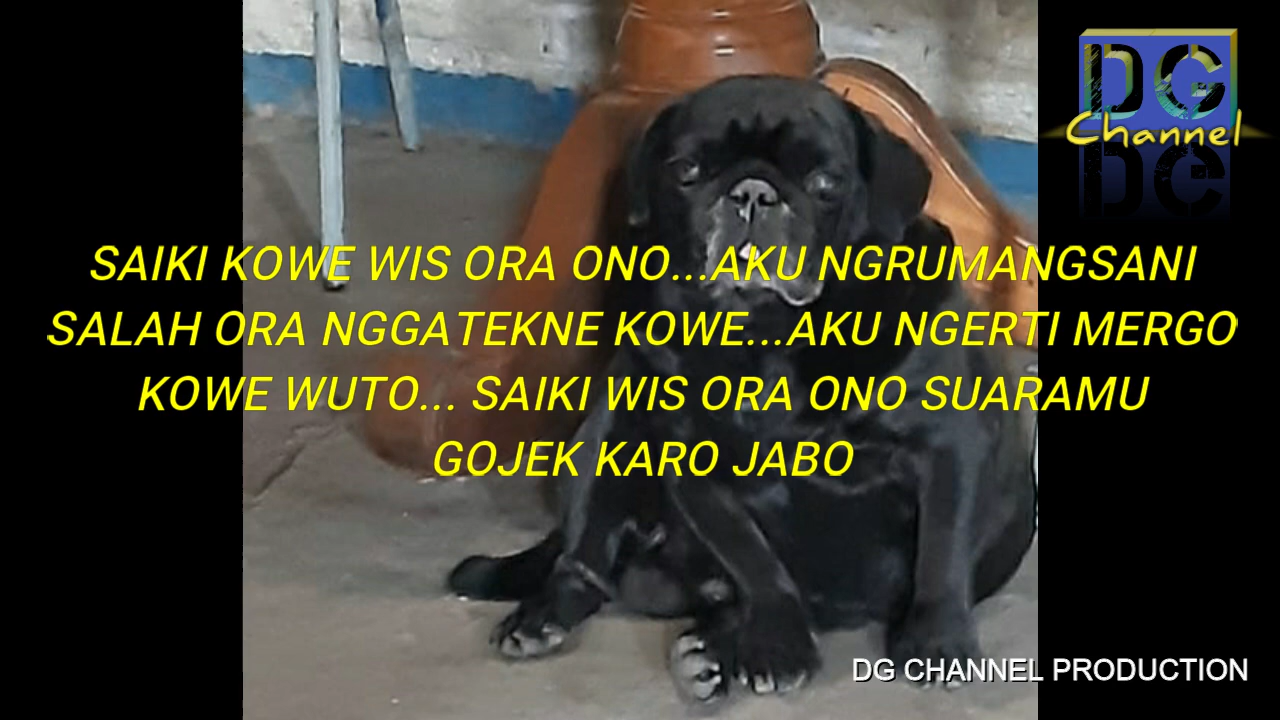 DG
Channel
SAIKI KOWE WIS ORA ONO...AKU NGRUMANGSANI
SALAH ORA NGGATEKNE KOWE...AKU NGERTI MERGO
KOWE WUTO... SAIKI WIS ORA ONO SUARAMU
GOJEK KARO JABO
DG CHANNEL PRODUCTION